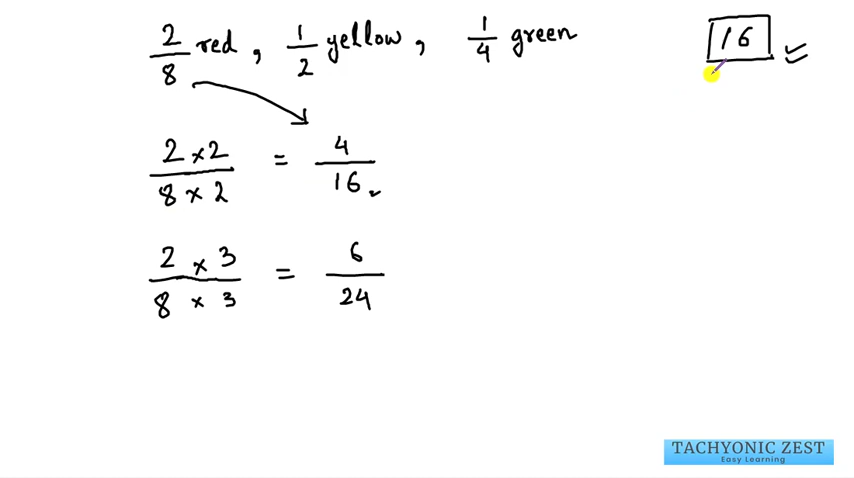 2/8 red, 1/2 yellow, 1/4 green
16
2 × 2 / 8 × 2 = 4/16
2 × 3 / 8 × 3 = 6/24
TACHYONIC ZEST
Easy Learning